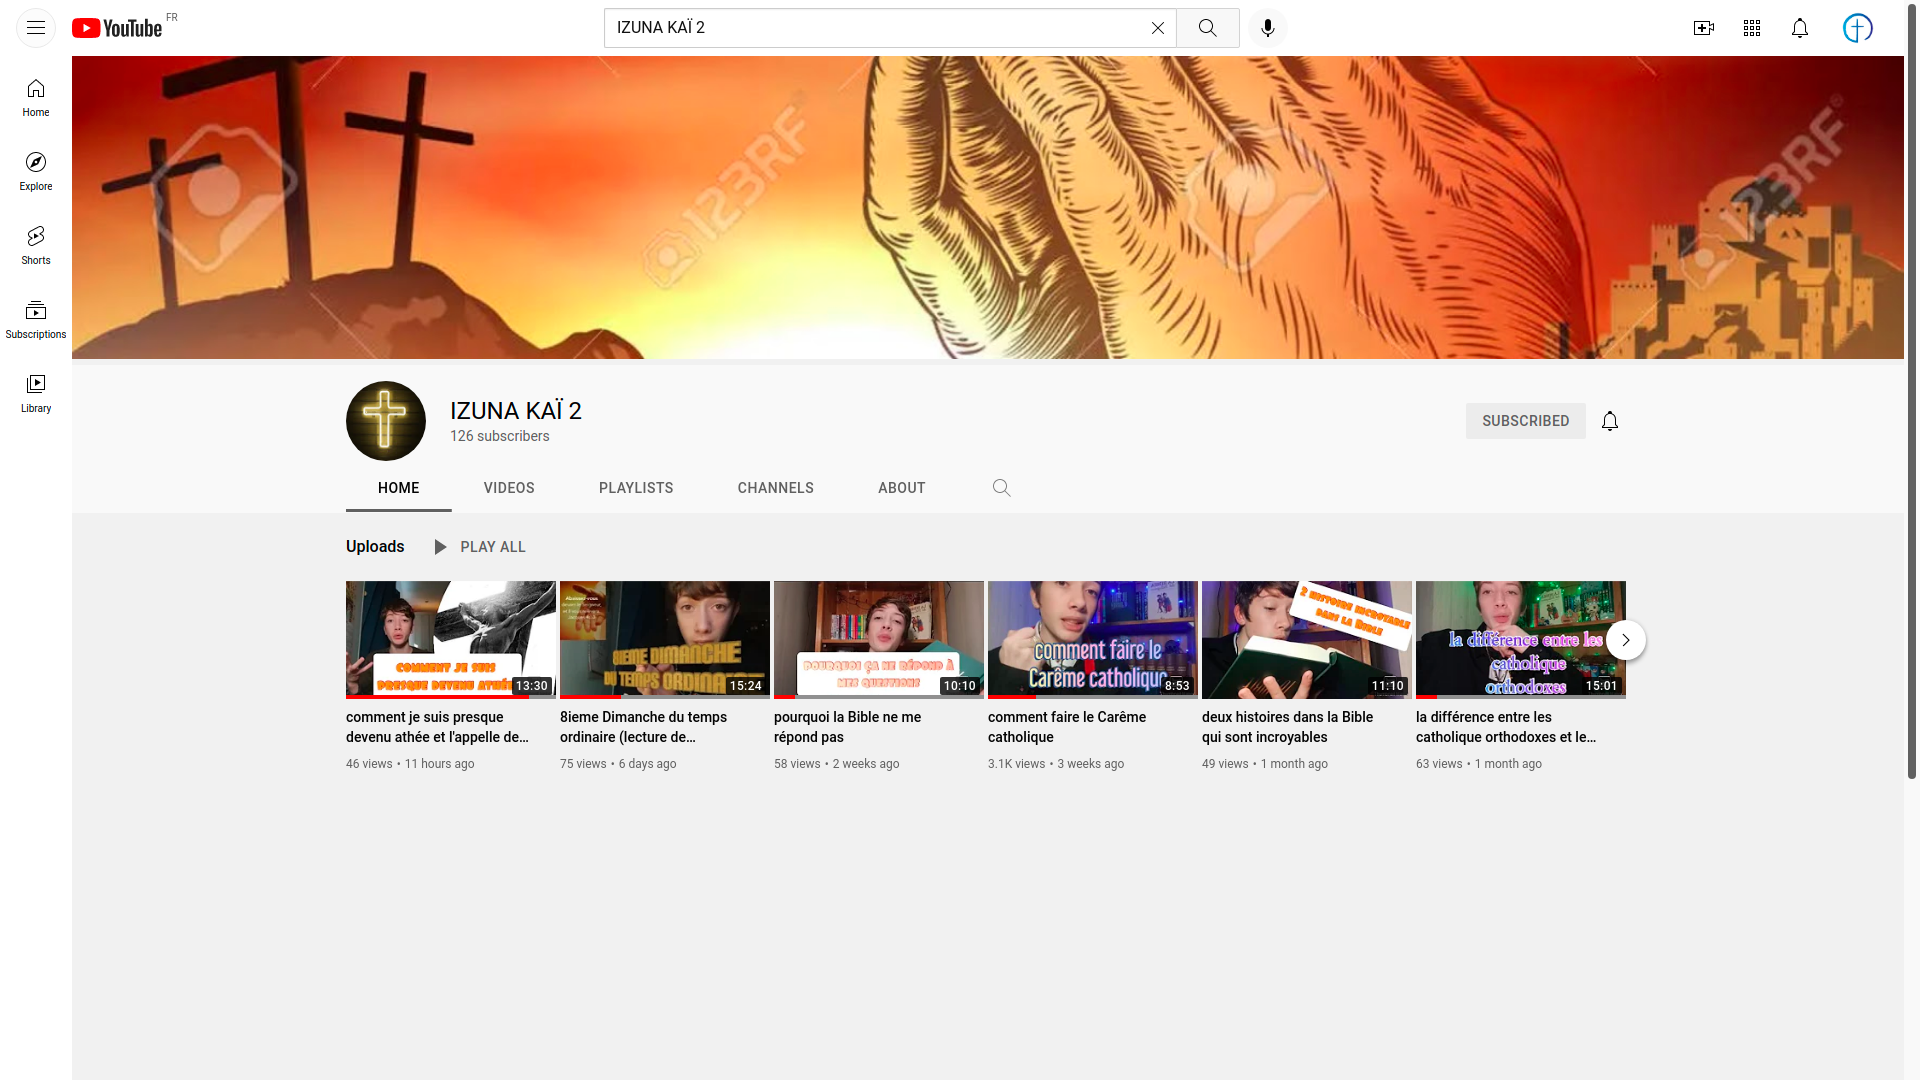 YouTube FR
IZUNA KAÏ 2
Home
Explore
Shorts
Subscriptions
Library
123RF
123RF
IZUNA KAÏ 2
126 subscribers
SUBSCRIBED
HOME VIDEOS PLAYLISTS CHANNELS ABOUT
Uploads PLAY ALL
COMMENT JE SUIS
PRESQUE DEVENU ATHÉE
13:30
comment je suis presque
devenu athée et l'appelle de...
46 views • 11 hours ago
8IEME DIMANCHE
DU TEMPS ORDINA
15:24
8ieme Dimanche du temps
ordinaire (lecture de...
75 views • 6 days ago
POURQUOI ÇA NE RÉPOND À
MES QUESTIONS
10:10
pourquoi la Bible ne me
répond pas
58 views • 2 weeks ago
comment faire le
Carême catholique
8:53
comment faire le Carême
catholique
3.1K views • 3 weeks ago
2 HISTOIRE INCROYABLE
DANS LA BIBLE
11:10
deux histoires dans la Bible
qui sont incroyables
49 views • 1 month ago
la différence entre les
catholique
orthodoxes
15:01
la différence entre les
catholique orthodoxes et le...
63 views • 1 month ago